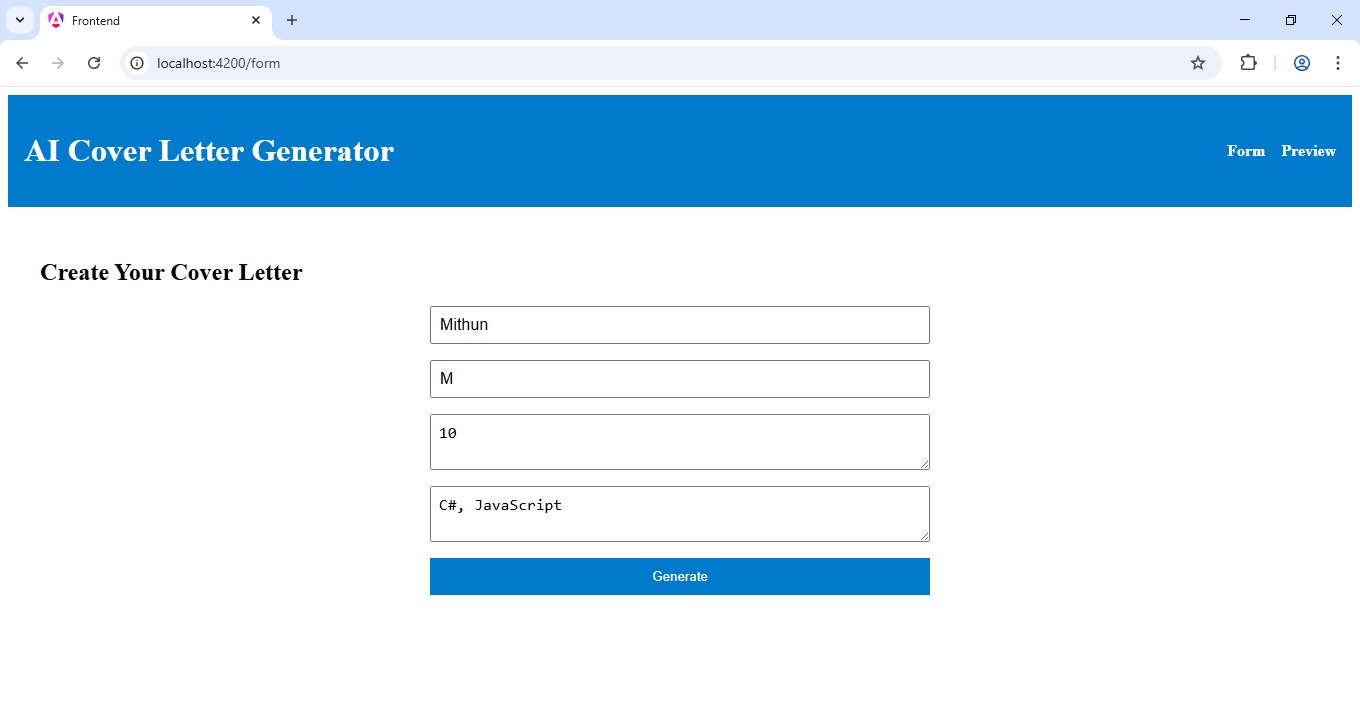 Frontend
localhost:4200/form
AI Cover Letter Generator
Form Preview
Create Your Cover Letter
Mithun
M
10
C#, JavaScript
Generate